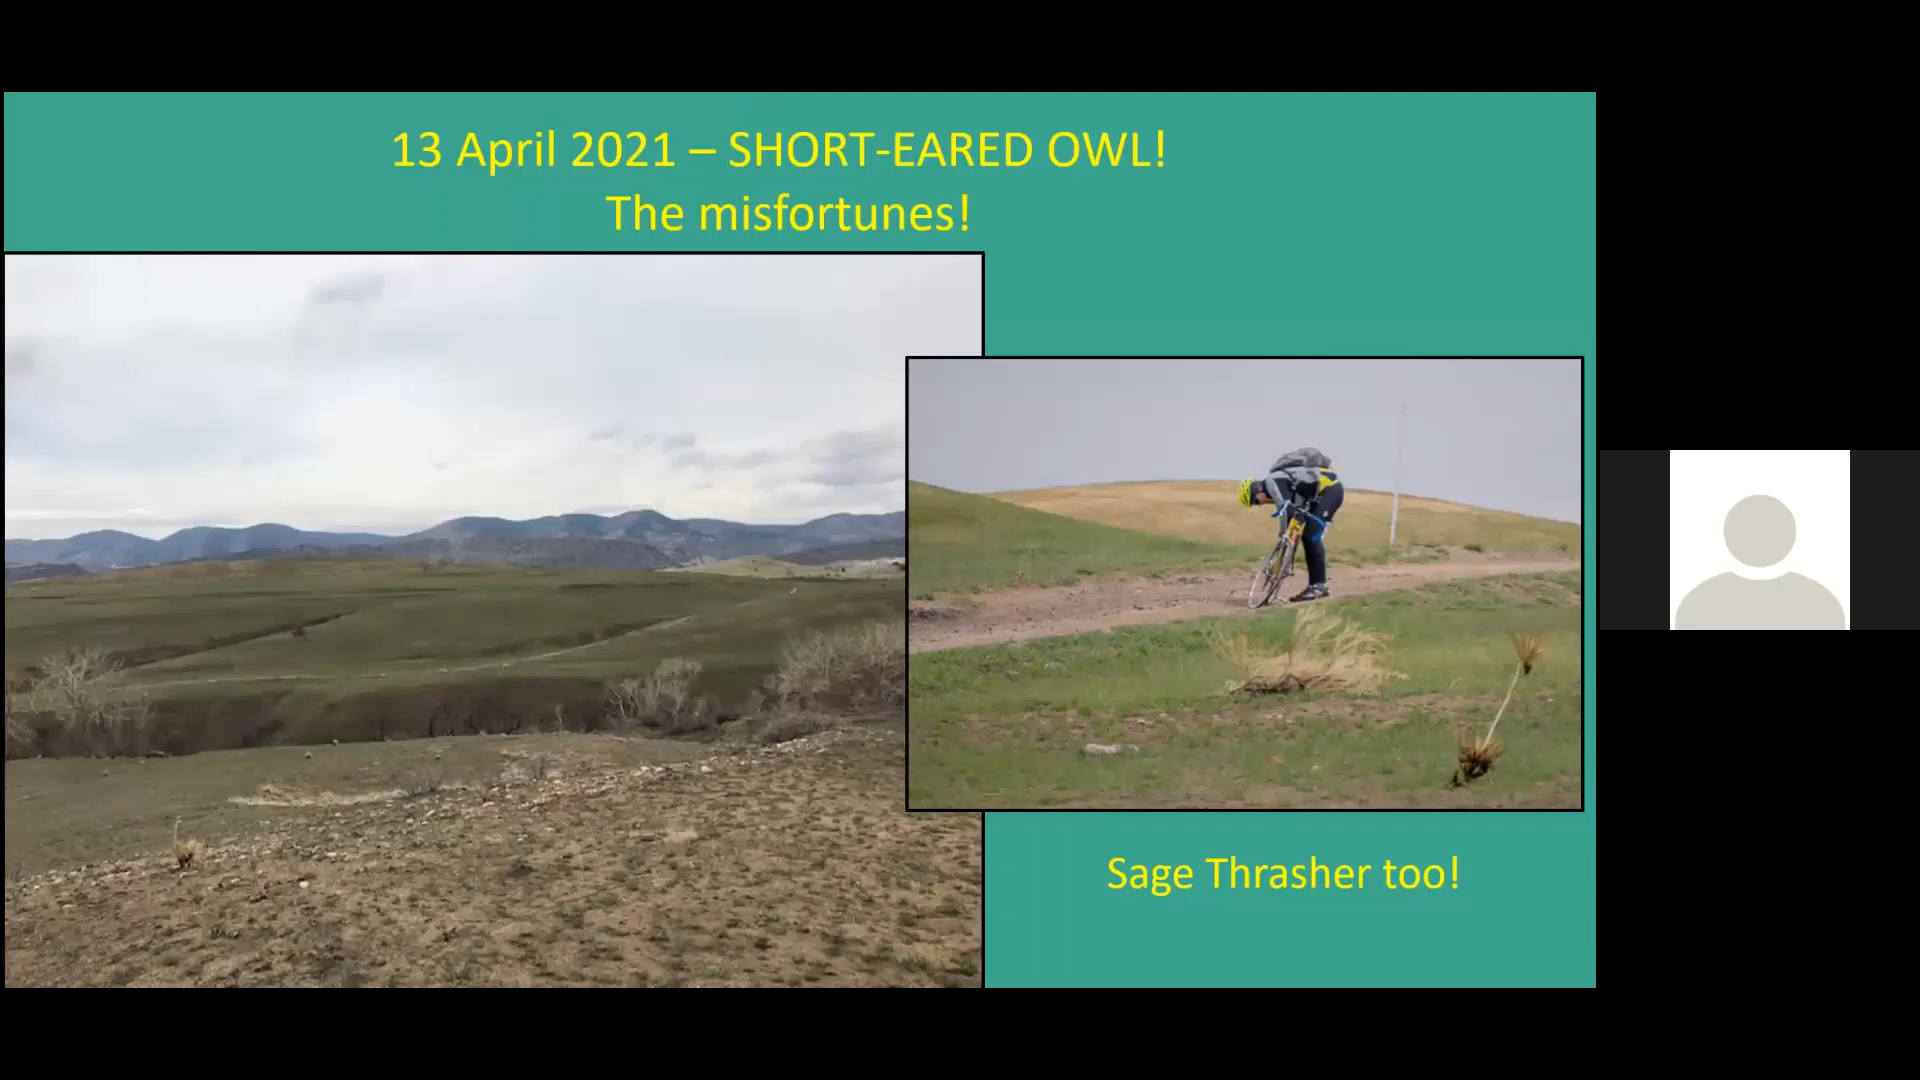 13 April 2021 – SHORT-EARED OWL!
The misfortunes!
Sage Thrasher too!